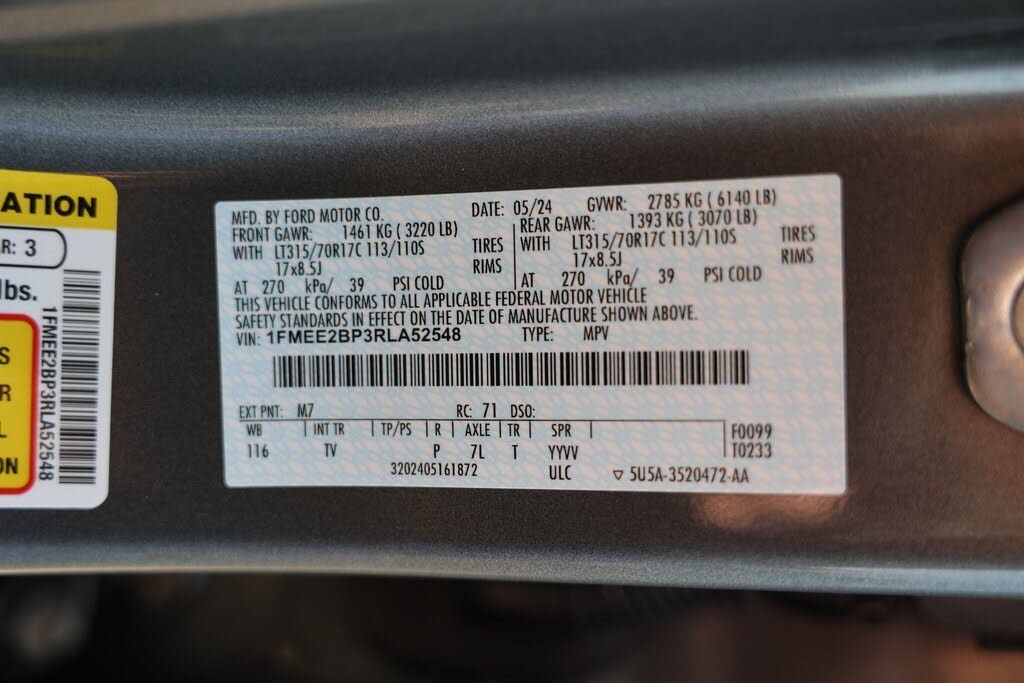 ATION
R: 3
lbs.
S
R
L
ON
1FMEE2BP3RLA52548
MFD. BY FORD MOTOR CO. DATE: 05/24 GVWR: 2785 KG ( 6140 LB)
FRONT GAWR: 1461 KG ( 3220 LB) REAR GAWR: 1393 KG ( 3070 LB)
WITH LT315/70R17C 113/110S TIRES WITH LT315/70R17C 113/110S TIRES
17x8.5J RIMS 17x8.5J RIMS
AT 270 kPa/ 39 PSI COLD AT 270 kPa/ 39 PSI COLD
THIS VEHICLE CONFORMS TO ALL APPLICABLE FEDERAL MOTOR VEHICLE
SAFETY STANDARDS IN EFFECT ON THE DATE OF MANUFACTURE SHOWN ABOVE.
VIN: 1FMEE2BP3RLA52548 TYPE: MPV
EXT PNT: M7 RC: 71 DSO:
WB INT TR TP/PS R AXLE TR SPR F0099
116 TV P 7L T YYVV T0233
3202405161872 ULC 5U5A-3520472-AA